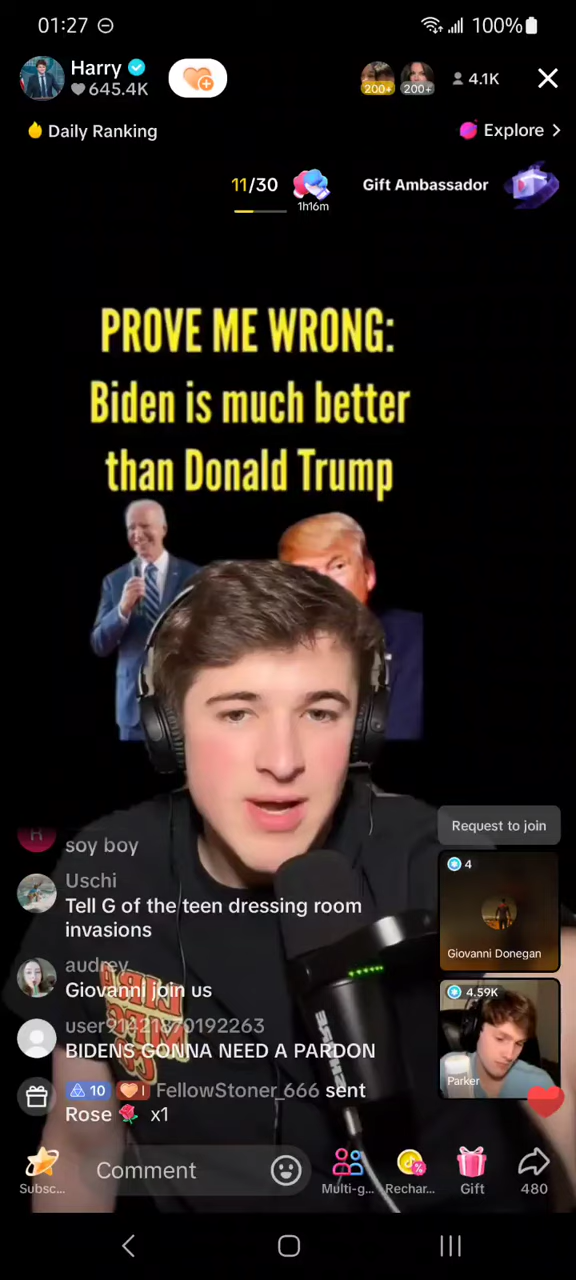 01:27
100%
Harry
645.4K
200+
200+
4.1K
Daily Ranking
Explore >
11/30
1h16m
Gift Ambassador
PROVE ME WRONG:
Biden is much better
than Donald Trump
Request to join
soy boy
4
Uschi
Tell G of the teen dressing room
invasions
Giovanni Donegan
audrey
Giovanni join us
4.59K
user91421870192263
BIDENS GONNA NEED A PARDON
Parker
10
I
FellowStoner_666 sent
Rose 🌹 x1
Subsc...
Comment
Multi-g...
Rechar...
Gift
480